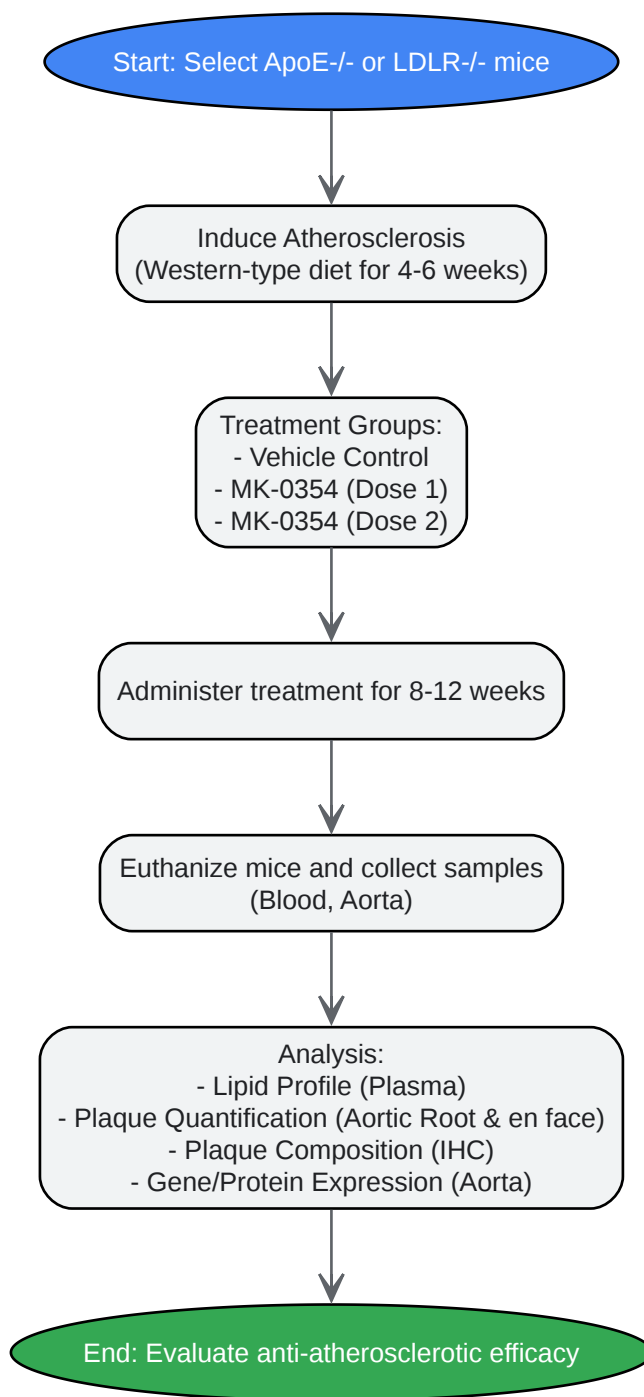 Start: Select ApoE-/- or LDLR-/- mice
Induce Atherosclerosis
(Western-type diet for 4-6 weeks)
Treatment Groups:
- Vehicle Control
- MK-0354 (Dose 1)
- MK-0354 (Dose 2)
Administer treatment for 8-12 weeks
Euthanize mice and collect samples
(Blood, Aorta)
Analysis:
- Lipid Profile (Plasma)
- Plaque Quantification (Aortic Root & en face)
- Plaque Composition (IHC)
- Gene/Protein Expression (Aorta)
End: Evaluate anti-atherosclerotic efficacy